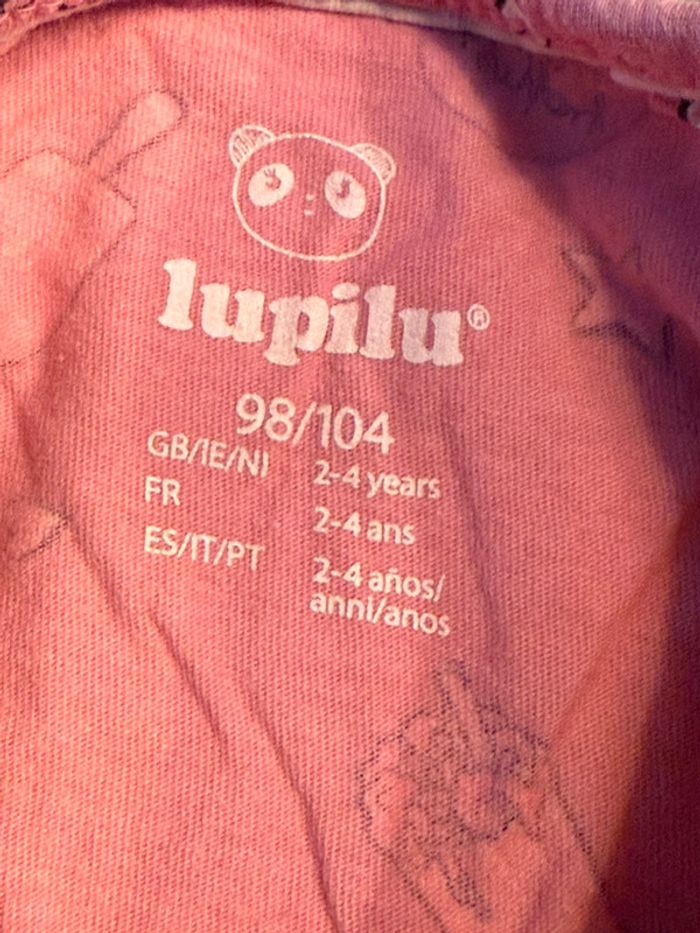 lupilu®
98/104
GB/IE/NI 2-4 years
FR 2-4 ans
ES/IT/PT 2-4 años/
anni/anos